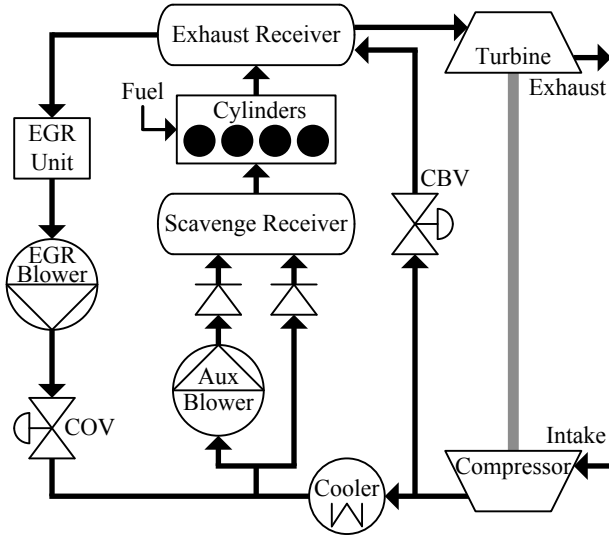 Exhaust Receiver
Turbine
Exhaust
Fuel
Cylinders
EGR
Unit
CBV
Scavenge Receiver
EGR
Blower
Aux
Blower
COV
Intake
Compressor
Cooler